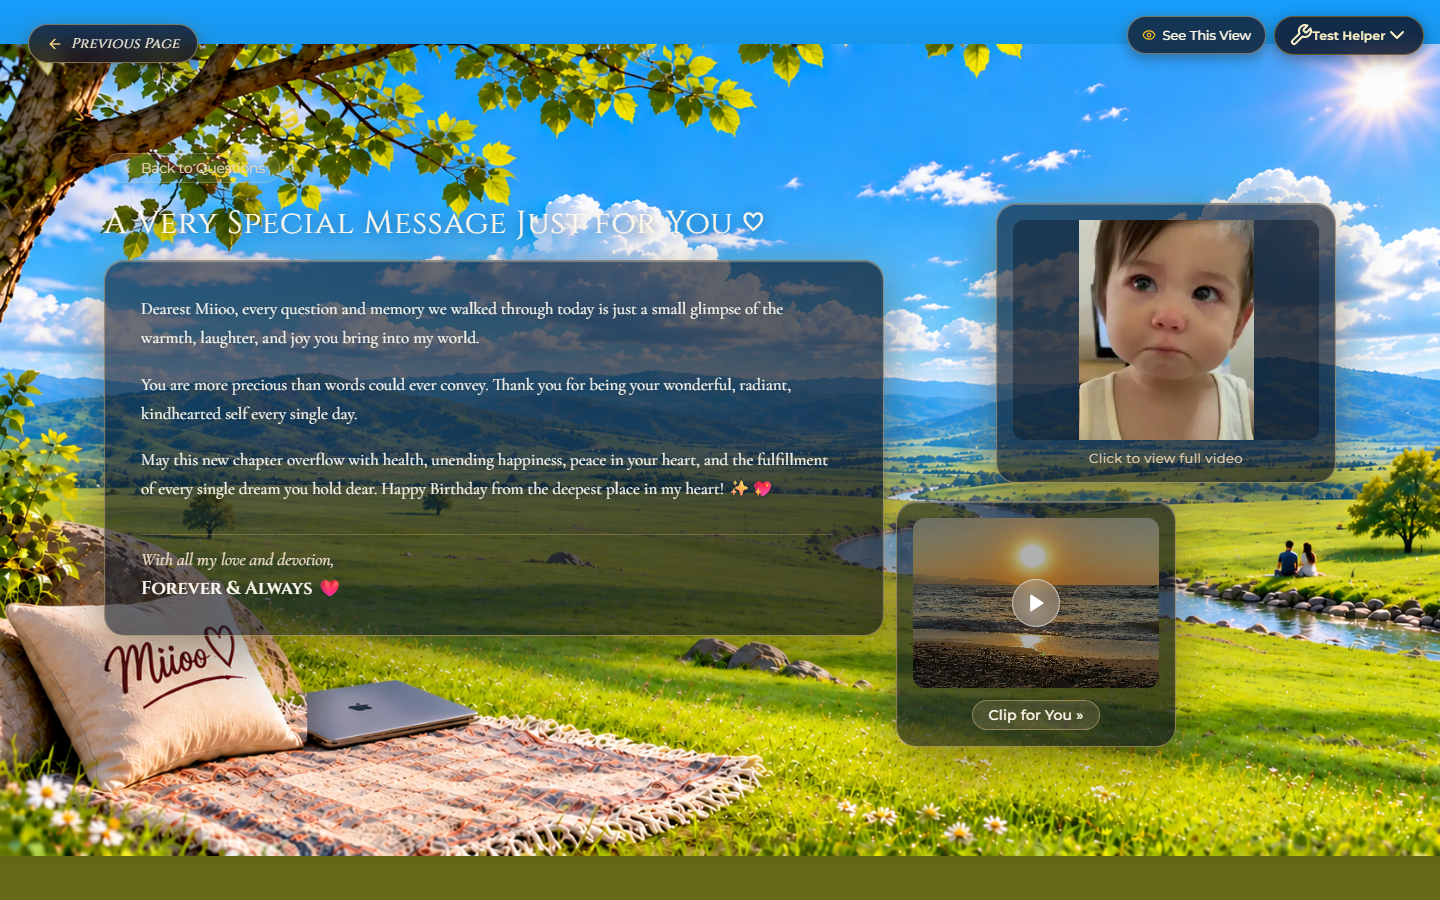 Previous Page
See This View
Test Helper
Back to Questions
A Very Special Message Just for You ♡
Dearest Miioo, every question and memory we walked through today is just a small glimpse of the
warmth, laughter, and joy you bring into my world.
You are more precious than words could ever convey. Thank you for being your wonderful, radiant,
kindhearted self every single day.
May this new chapter overflow with health, unending happiness, peace in your heart, and the fulfillment
of every single dream you hold dear. Happy Birthday from the deepest place in my heart! ✨💖
With all my love and devotion,
Forever & Always ❤️
Click to view full video
Clip for You »
Miioo♡